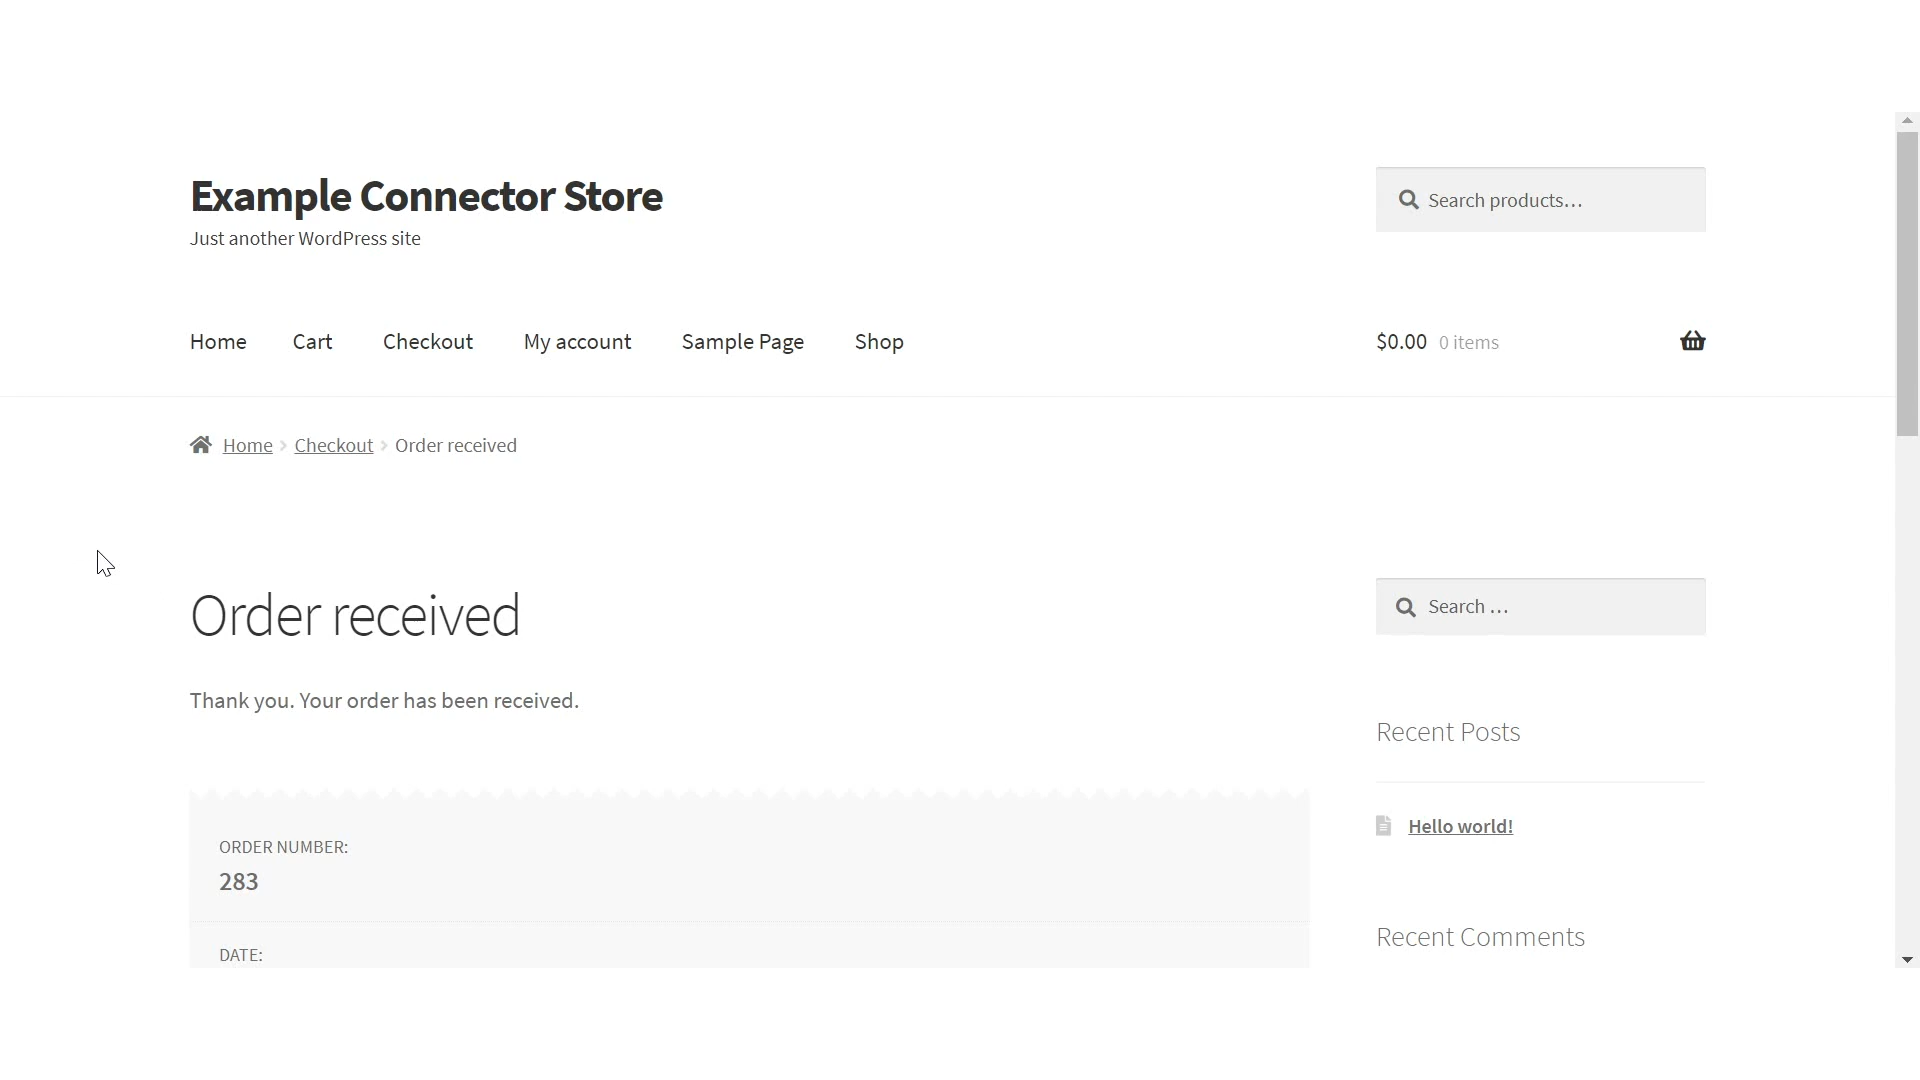 Example Connector Store
Just another WordPress site
Search products…
Home Cart Checkout My account Sample Page Shop
$0.00 0 items
Home Checkout Order received
Order received
Thank you. Your order has been received.
ORDER NUMBER:
283
DATE:
Search …
Recent Posts
Hello world!
Recent Comments